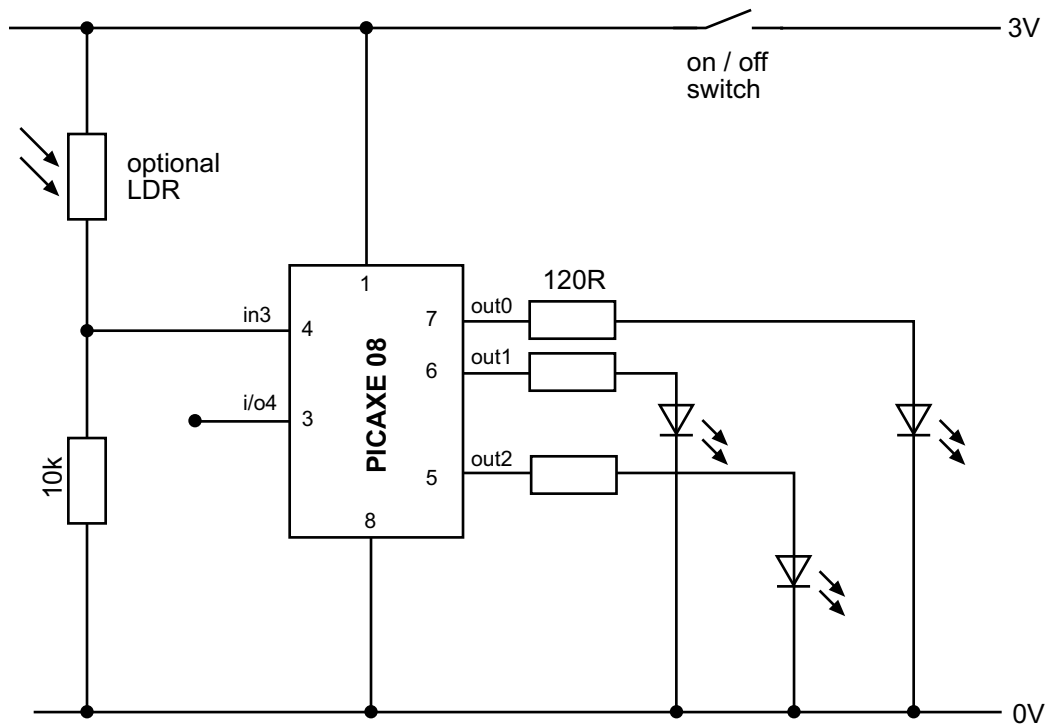 3V
on / off
switch
optional
LDR
1
120R
in3
4
7
out0
out1
6
i/o4
3
PICAXE 08
10k
out2
5
8
0V